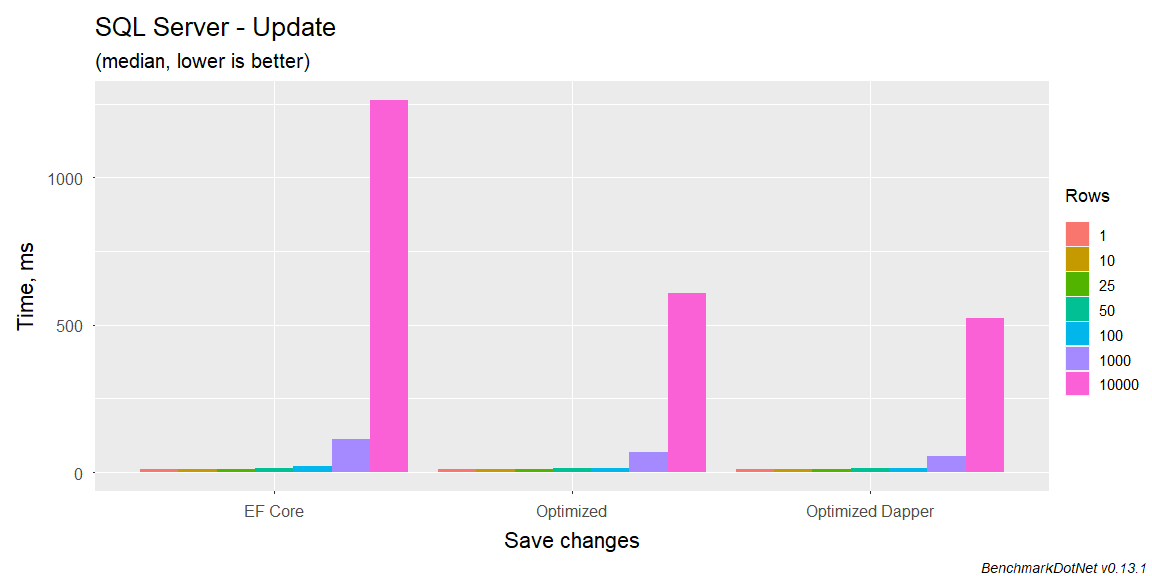 SQL Server - Update
(median, lower is better)
Time, ms
1000
500
0
EF Core
Optimized
Optimized Dapper
Save changes
Rows
1
10
25
50
100
1000
10000
BenchmarkDotNet v0.13.1